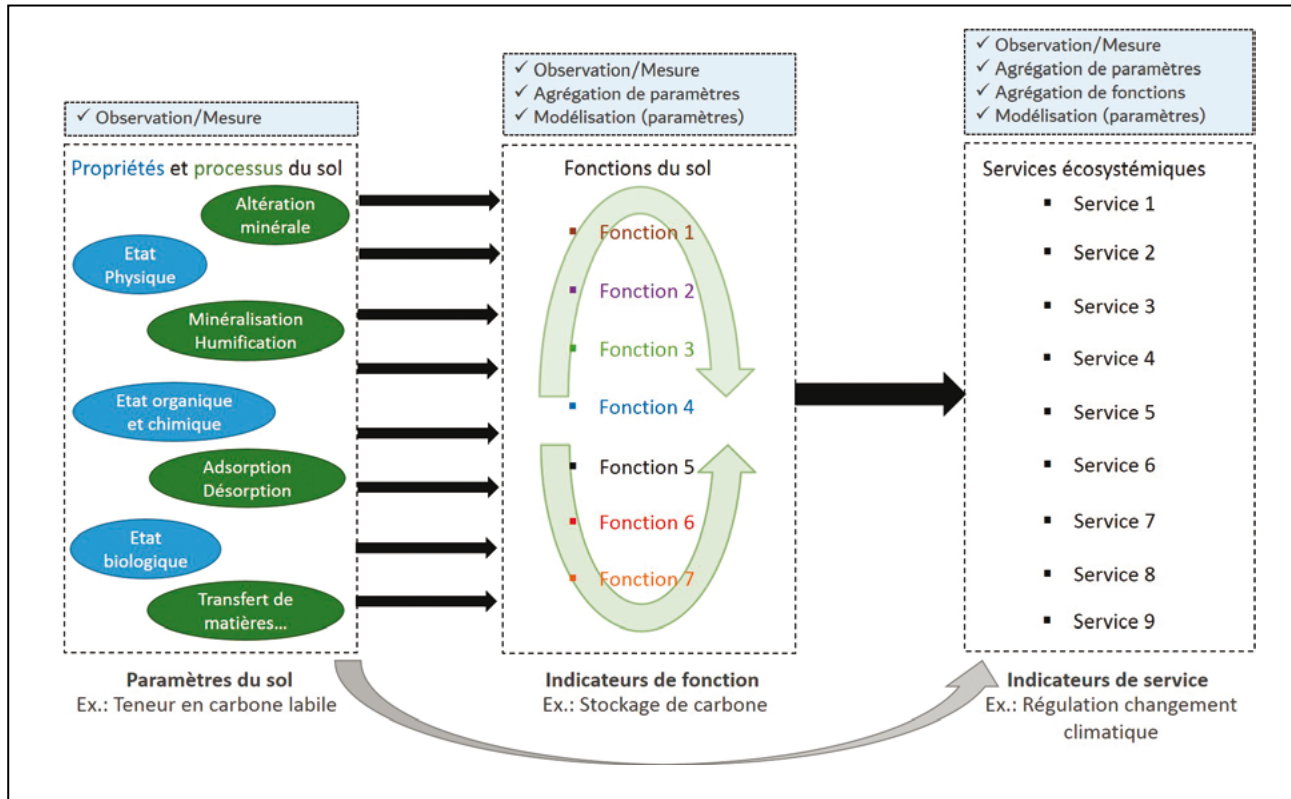 ✓ Observation/Mesure
Propriétés et processus du sol
Altération
minérale
Etat
Physique
Minéralisation
Humification
Etat organique
et chimique
Adsorption
Désorption
Etat
biologique
Transfert de
matières...
Paramètres du sol
Ex.: Teneur en carbone labile
✓ Observation/Mesure
✓ Agrégation de paramètres
✓ Modélisation (paramètres)
Fonctions du sol
▪ Fonction 1
▪ Fonction 2
▪ Fonction 3
▪ Fonction 4
▪ Fonction 5
▪ Fonction 6
▪ Fonction 7
Indicateurs de fonction
Ex.: Stockage de carbone
✓ Observation/Mesure
✓ Agrégation de paramètres
✓ Agrégation de fonctions
✓ Modélisation (paramètres)
Services écosystémiques
▪ Service 1
▪ Service 2
▪ Service 3
▪ Service 4
▪ Service 5
▪ Service 6
▪ Service 7
▪ Service 8
▪ Service 9
Indicateurs de service
Ex.: Régulation changement
climatique